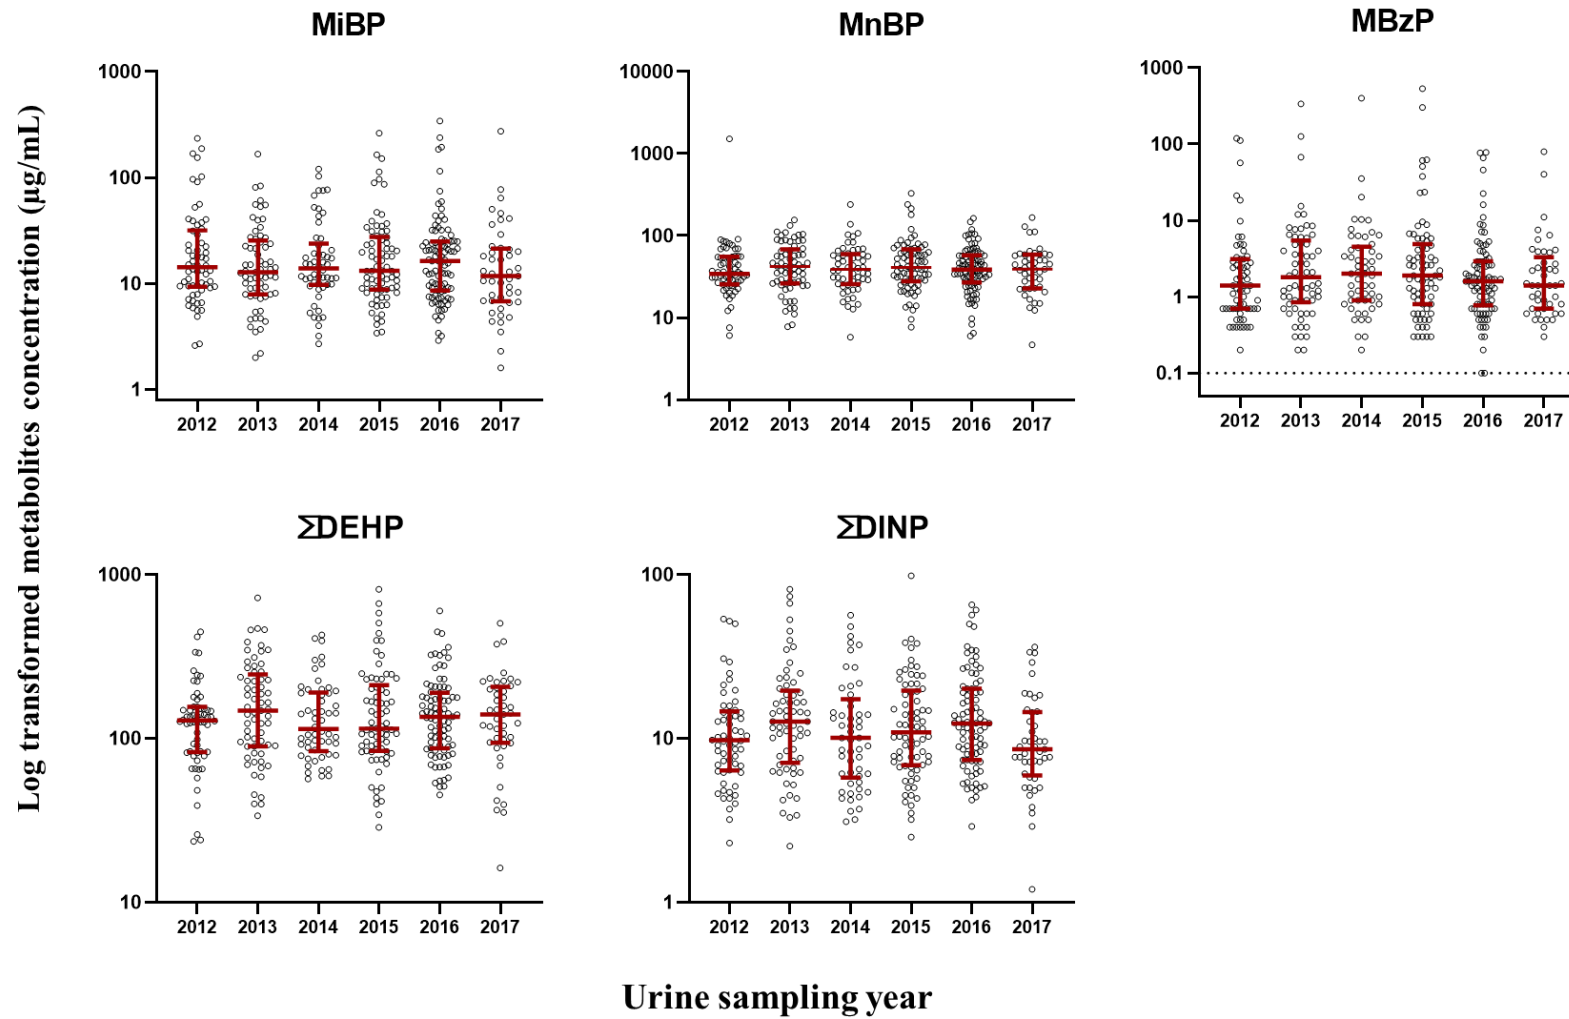 MiBP
MnBP
MBzP
Log transformed metabolites concentration (μg/mL)
1000
100
10
1
2012 2013 2014 2015 2016 2017
10000
1000
100
10
1
2012 2013 2014 2015 2016 2017
1000
100
10
1
0.1
2012 2013 2014 2015 2016 2017
ΣDEHP
ΣDINP
1000
100
10
2012 2013 2014 2015 2016 2017
100
10
1
2012 2013 2014 2015 2016 2017
Urine sampling year